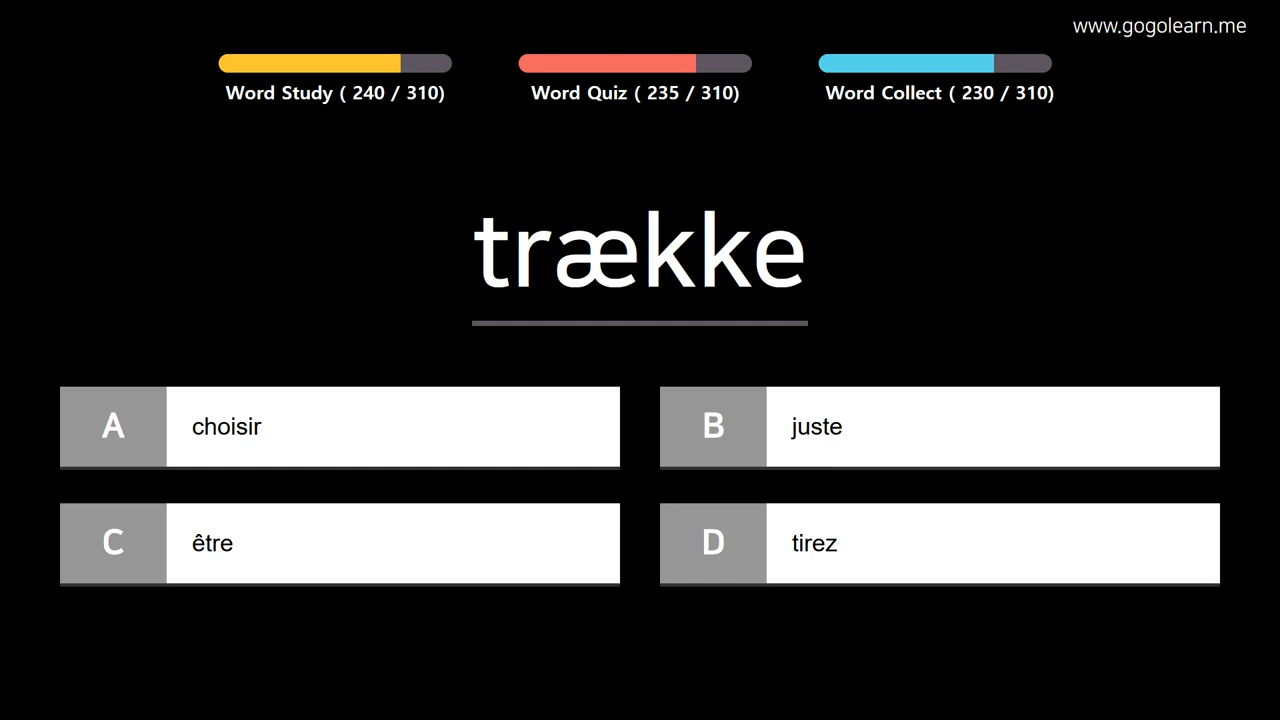 www.gogolearn.me
Word Study ( 240 / 310)
Word Quiz ( 235 / 310)
Word Collect ( 230 / 310)
trække
A choisir
B juste
C être
D tirez